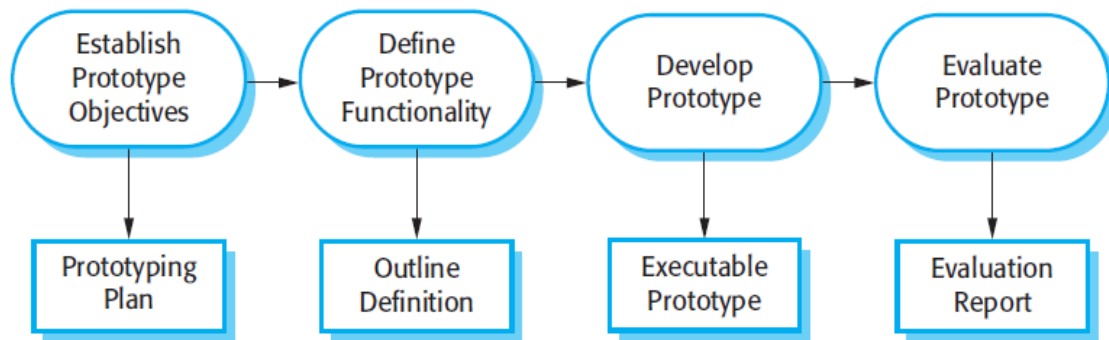 Establish
Prototype
Objectives
Define
Prototype
Functionality
Develop
Prototype
Evaluate
Prototype
Prototyping
Plan
Outline
Definition
Executable
Prototype
Evaluation
Report